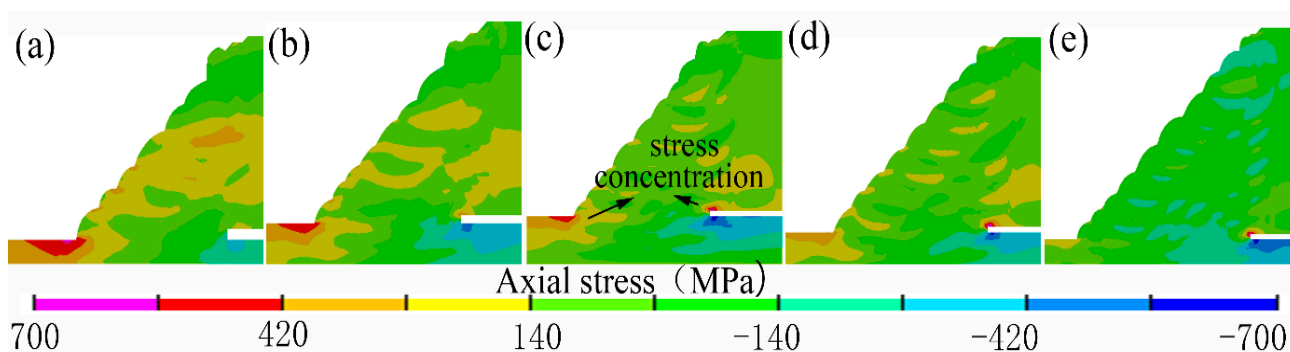 (a) (b) (c) (d) (e)
stress
concentration
Axial stress（MPa)
700 420 140 -140 -420 -700